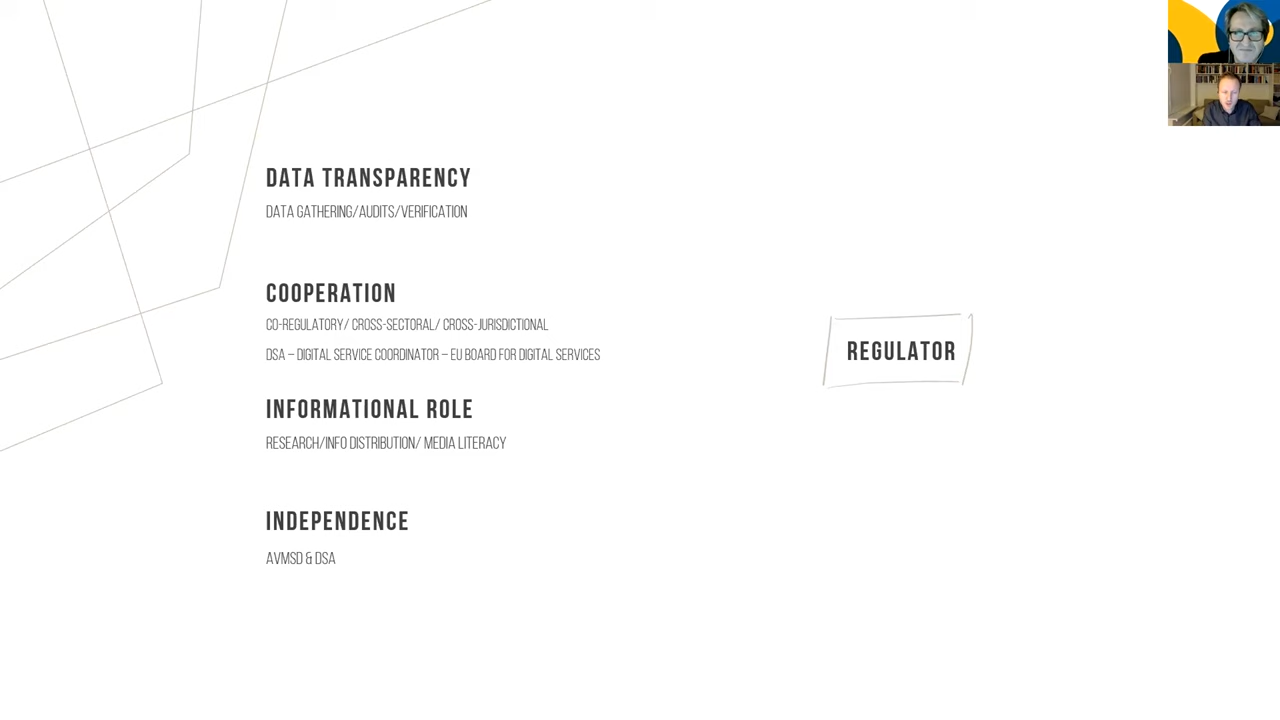 DATA TRANSPARENCY
DATA GATHERING/AUDITS/VERIFICATION
COOPERATION
CO-REGULATORY/ CROSS-SECTORAL/ CROSS-JURISDICTIONAL
DSA – DIGITAL SERVICE COORDINATOR – EU BOARD FOR DIGITAL SERVICES
REGULATOR
INFORMATIONAL ROLE
RESEARCH/INFO DISTRIBUTION/ MEDIA LITERACY
INDEPENDENCE
AVMSD & DSA